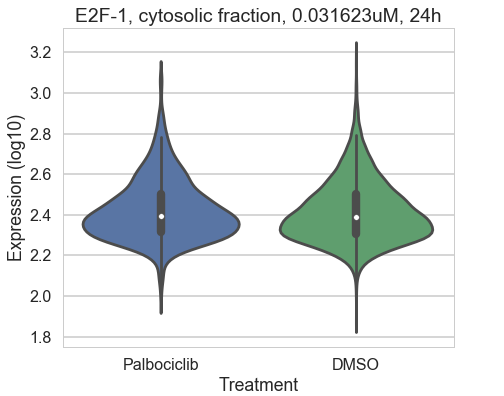 E2F-1, cytosolic fraction, 0.031623uM, 24h
Expression (log10)
3.2
3.0
2.8
2.6
2.4
2.2
2.0
1.8
Palbociclib DMSO
Treatment